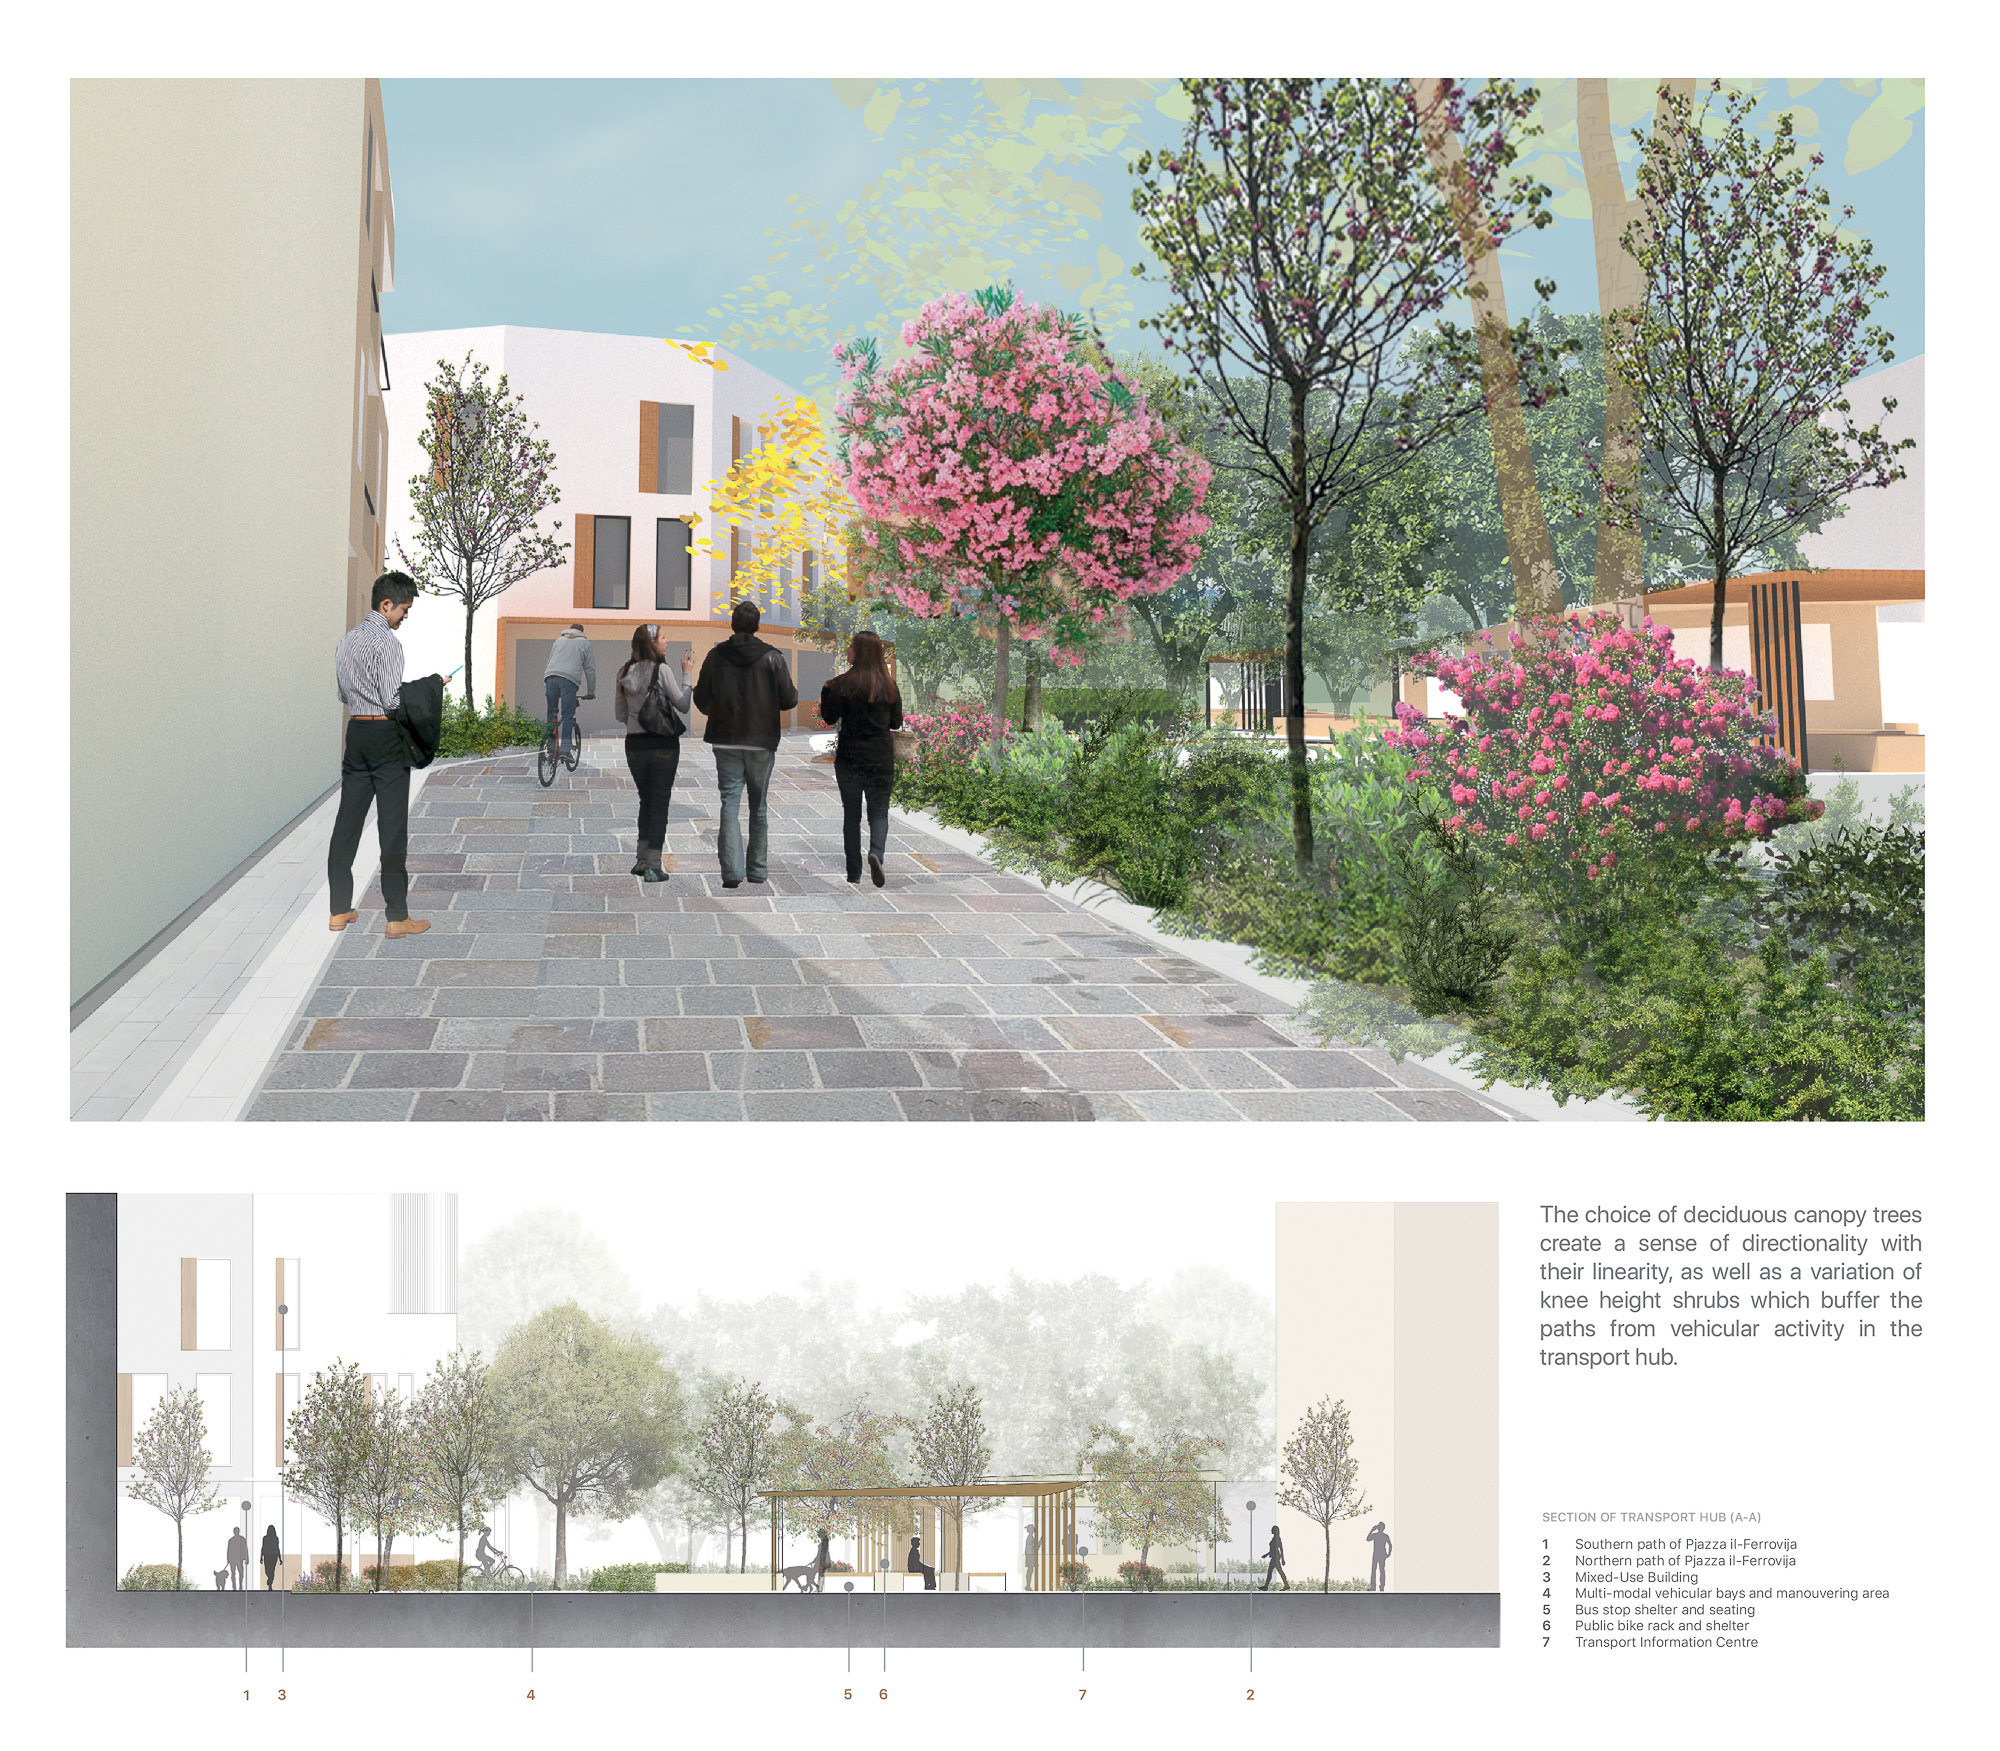 The choice of deciduous canopy trees
create a sense of directionality with
their linearity, as well as a variation of
knee height shrubs which buffer the
paths from vehicular activity in the
transport hub.
SECTION OF TRANSPORT HUB (A-A)
1 Southern path of Pjazza il-Ferrovija
2 Northern path of Pjazza il-Ferrovija
3 Mixed-Use Building
4 Multi-modal vehicular bays and manouvering area
5 Bus stop shelter and seating
6 Public bike rack and shelter
7 Transport Information Centre
1 3 4 5 6 7 2